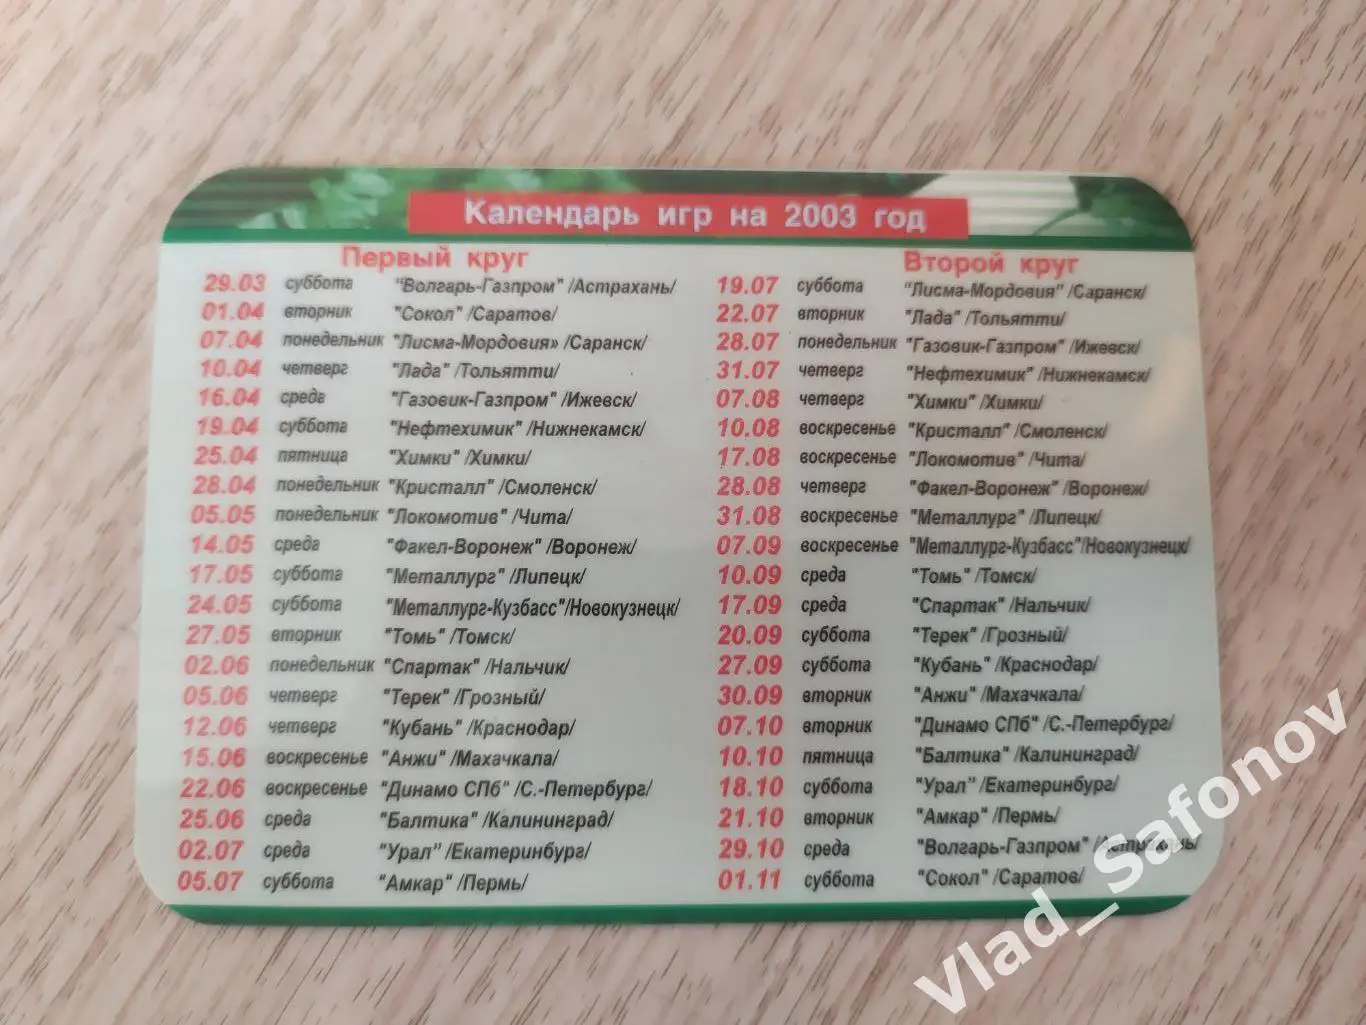 Календарь игр на 2003 год
Первый круг
29.03 суббота "Волгарь-Газпром" /Астрахань/
01.04 вторник "Сокол" /Саратов/
07.04 понедельник "Лисма-Мордовия» /Саранск/
10.04 четверг "Лада" /Тольятти/
16.04 среда "Газовик-Газпром" /Ижевск/
19.04 суббота "Нефтехимик" /Нижнекамск/
25.04 пятница "Химки" /Химки/
28.04 понедельник "Кристалл" /Смоленск/
05.05 понедельник "Локомотив" /Чита/
14.05 среда "Факел-Воронеж" /Воронеж/
17.05 суббота "Металлург" /Липецк/
24.05 суббота "Металлург-Кузбасс"/Новокузнецк/
27.05 вторник "Томь" /Томск/
02.06 понедельник "Спартак" /Нальчик/
05.06 четверг "Терек" /Грозный/
12.06 четверг "Кубань" /Краснодар/
15.06 воскресенье "Анжи" /Махачкала/
22.06 воскресенье "Динамо СПб" /С.-Петербург/
25.06 среда "Балтика" /Калининград/
02.07 среда "Урал" /Екатеринбург/
05.07 суббота "Амкар" /Пермь/
Второй круг
19.07 суббота "Лисма-Мордовия" /Саранск/
22.07 вторник "Лада" /Тольятти/
28.07 понедельник "Газовик-Газпром" /Ижевск/
31.07 четверг "Нефтехимик" /Нижнекамск/
07.08 четверг "Химки" /Химки/
10.08 воскресенье "Кристалл" /Смоленск/
17.08 воскресенье "Локомотив" /Чита/
28.08 четверг "Факел-Воронеж" /Воронеж/
31.08 воскресенье "Металлург" /Липецк/
07.09 воскресенье "Металлург-Кузбасс"/Новокузнецк/
10.09 среда "Томь" /Томск/
17.09 среда "Спартак" /Нальчик/
20.09 суббота "Терек" /Грозный/
27.09 суббота "Кубань" /Краснодар/
30.09 вторник "Анжи" /Махачкала/
07.10 вторник "Динамо СПб" /С.-Петербург/
10.10 пятница "Балтика" /Калининград/
18.10 суббота "Урал" /Екатеринбург/
21.10 вторник "Амкар" /Пермь/
29.10 среда "Волгарь-Газпром" /Астрахань/
01.11 суббота "Сокол" /Саратов/
Vlad_Safonov